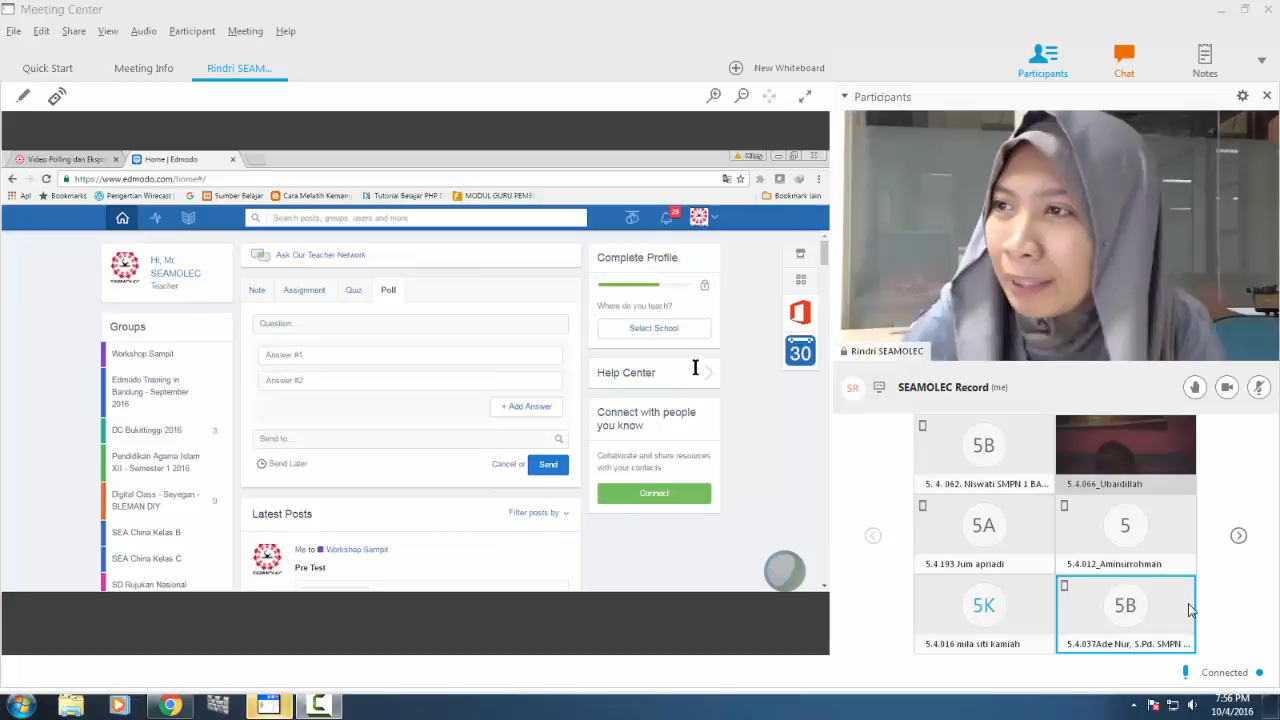 Meeting Center
File Edit Share View Audio Participant Meeting Help
Quick Start Meeting Info Rindri SEAM...
New Whiteboard
Participants Chat Notes
Participants
Video Polling dan Ekspo
Home | Edmodo
https://www.edmodo.com/home#/
Apl Bookmarks Pengertian Wirecast Sumber Belajar Cara Melatih Keman Tutorial Belajar PHP MODUL GURU PEMB Bookmark lain
Search posts, groups, users and more
29
Hi, Mr.
SEAMOLEC
Teacher
Groups
Workshop Sampit
Edmodo Training in
Bandung - September
2016
DC Bukittinggi 2016 3
Pendidikan Agama Islam
XII - Semester 1 2016
Digital Class - Seyegan -
SLEMAN DIY 9
SEA China Kelas B
SEA China Kelas C
SD Rujukan Nasional
Ask Our Teacher Network
Note Assignment Quiz Poll
Question...
Answer #1
Answer #2
+ Add Answer
Send to...
Send Later Cancel or Send
Latest Posts Filter posts by
Me to Workshop Sampit
Pre Test
Complete Profile
Where do you teach?
Select School
Help Center
Connect with people
you know
Collaborate and share resources
with your contacts
Connect
30
Rindri SEAMOLEC
SR SEAMOLEC Record (me)
5B
5. 4. 062. Niswati SMPN 1 BA...
5.4.066_Ubaidillah
5A
5.4 193 Jum apriadi
5
5.4.012_Aminurrohman
5K
5.4.016 mila siti kamiah
5B
5.4.037Ade Nur, S.Pd. SMPN ...
Connected
7:56 PM
10/4/2016